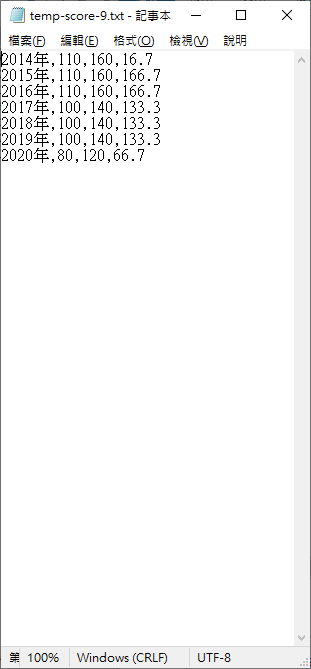 temp-score-9.txt - 記事本
檔案(F) 編輯(E) 格式(O) 檢視(V) 說明
2014年,110,160,16.7
2015年,110,160,166.7
2016年,110,160,166.7
2017年,100,140,133.3
2018年,100,140,133.3
2019年,100,140,133.3
2020年,80,120,66.7
第 100% Windows (CRLF) UTF-8